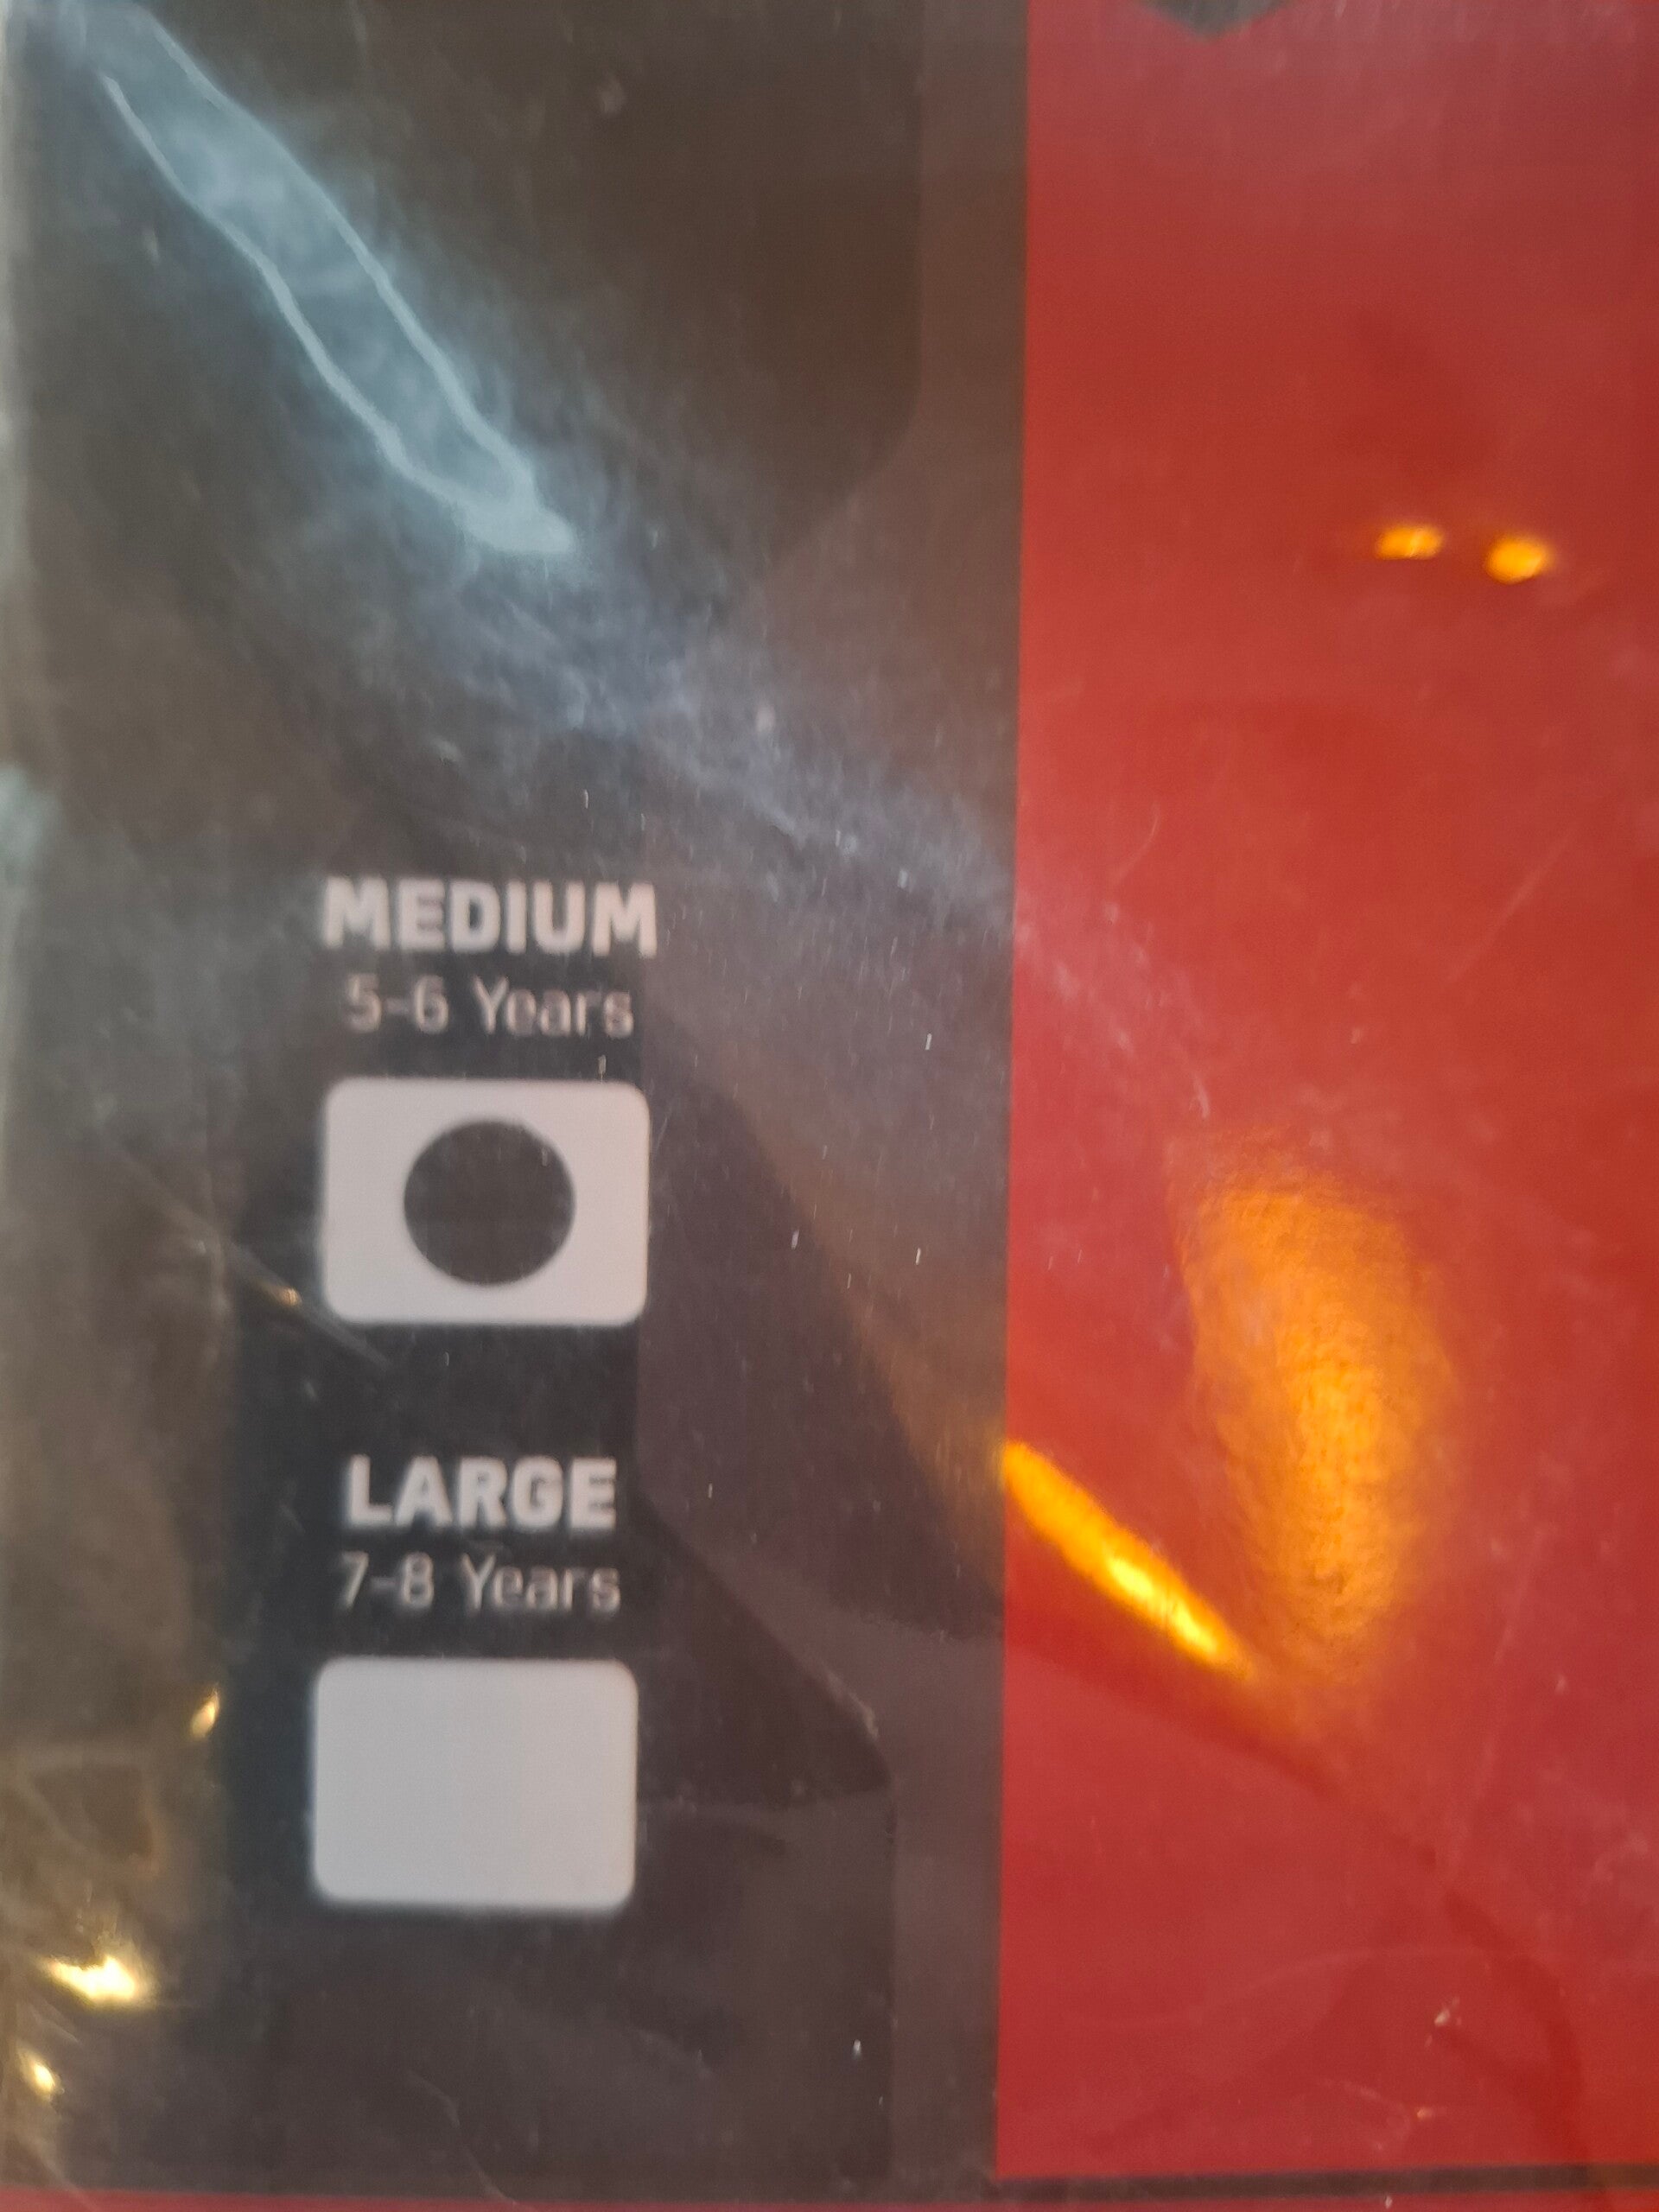 MEDIUM
5-6 Years
LARGE
7-8 Years